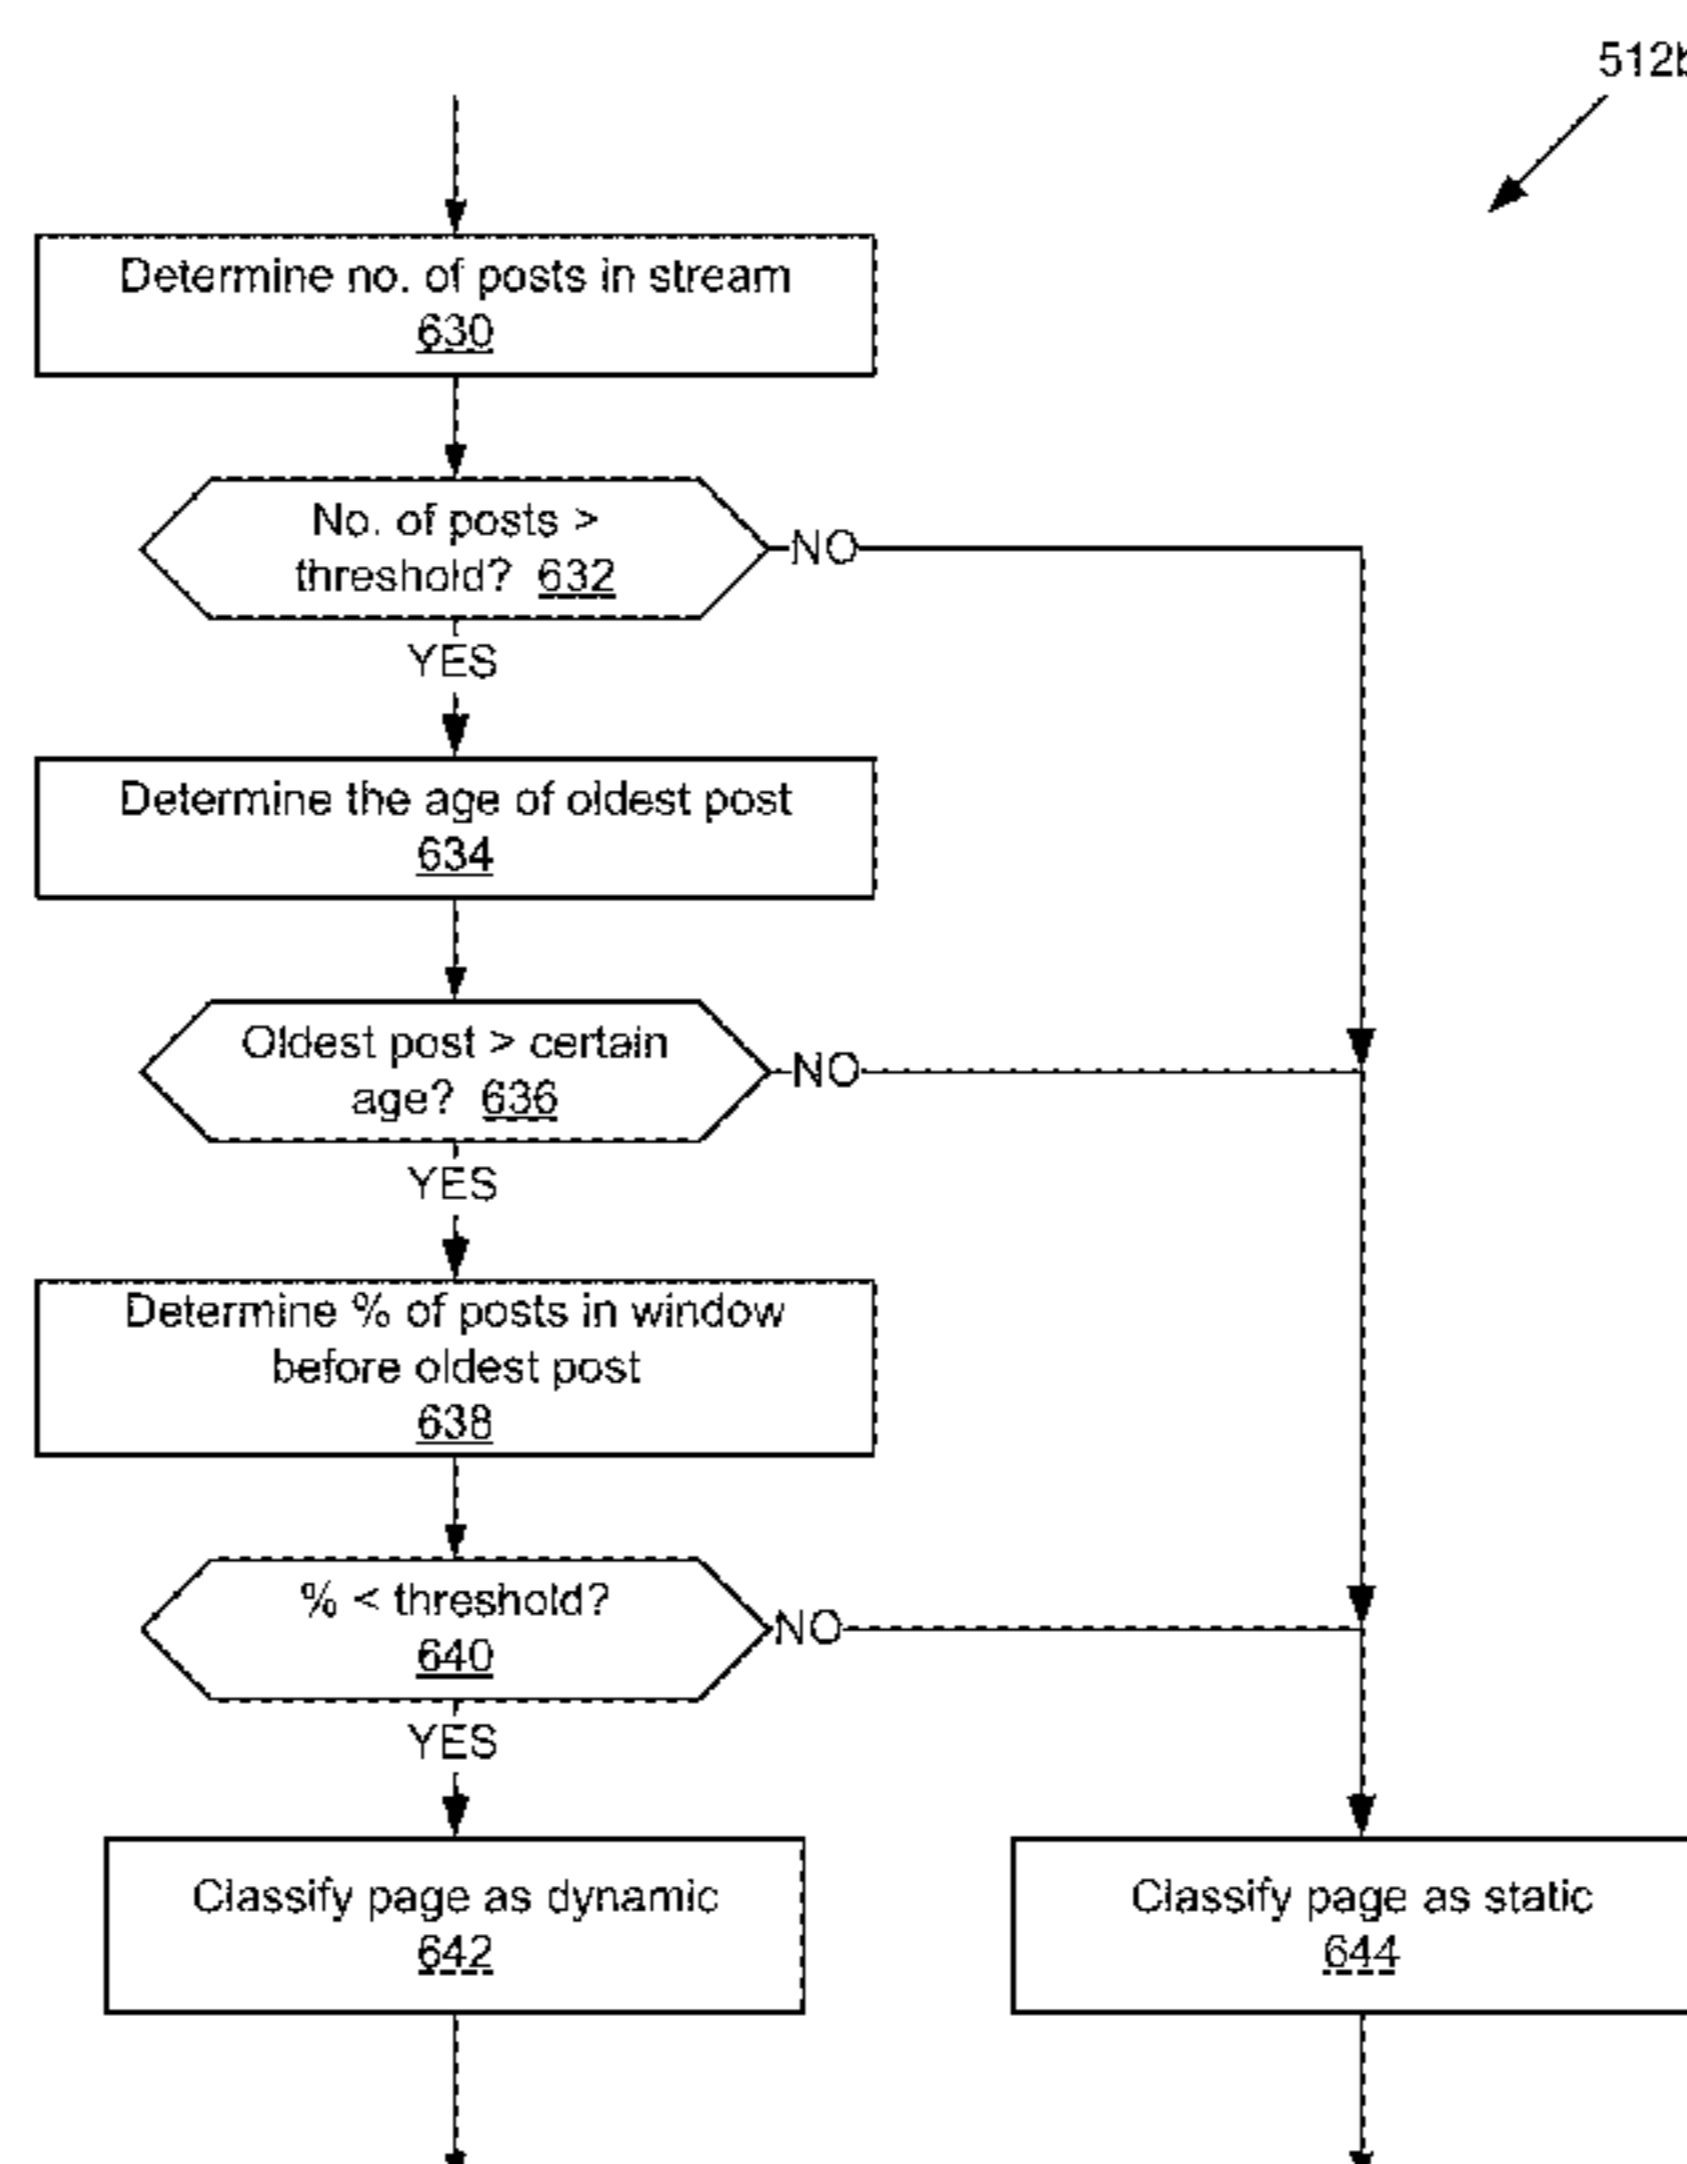 512b
Determine no. of posts in stream
630
No. of posts >
threshold? 632
NO
YES
Determine the age of oldest post
634
Oldest post > certain
age? 636
NO
YES
Determine % of posts in window
before oldest post
638
% < threshold?
640
NO
YES
Classify page as dynamic
642
Classify page as static
644